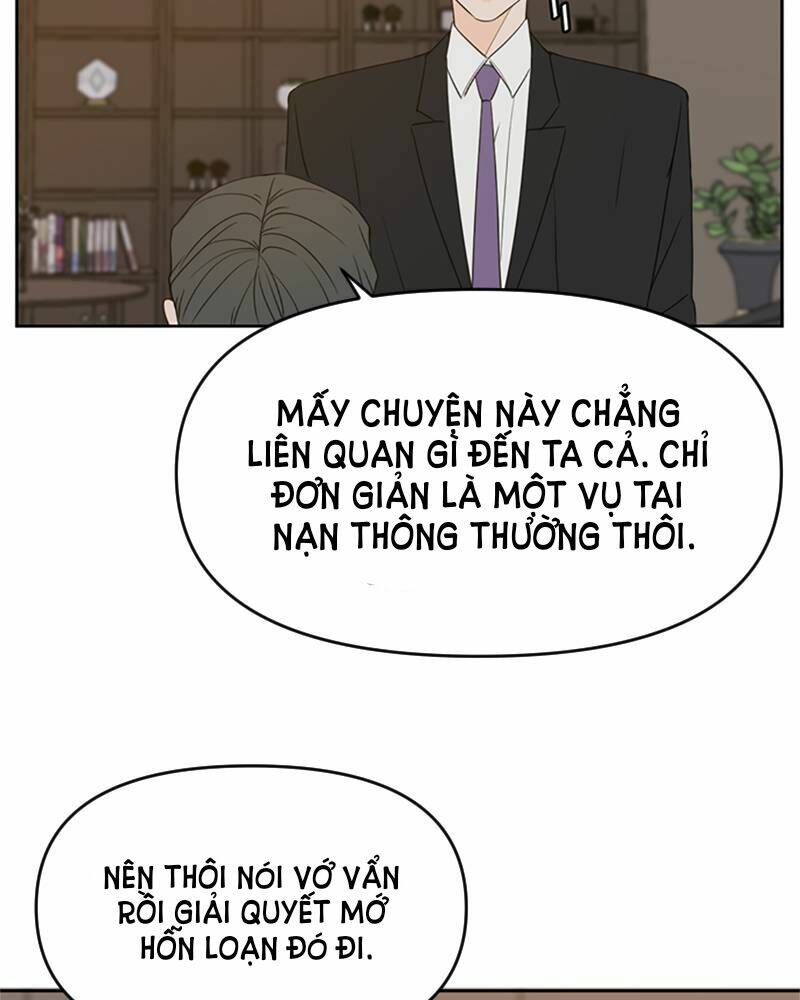 MẤY CHUYỆN NÀY CHẲNG
LIÊN QUAN GÌ ĐẾN TA CẢ. CHỈ
ĐƠN GIẢN LÀ MỘT VỤ TAI
NẠN THÔNG THƯỜNG THÔI.
NÊN THÔI NÓI VỚ VẨN
RỒI GIẢI QUYẾT MỚ
HỖN LOẠN ĐÓ ĐI.